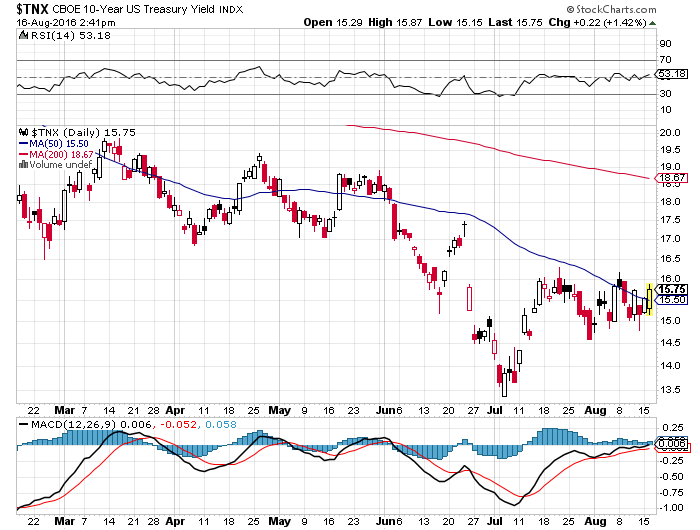 $TNX CBOE 10-Year US Treasury Yield INDX © StockCharts.com
16-Aug-2016 2:41pm Open 15.29 High 15.87 Low 15.15 Last 15.75 Chg +0.22 (+1.42%)
RSI(14) 53.18
90
70
53.18
50
30
10
$TNX (Daily) 15.75
MA(50) 15.50
MA(200) 18.67
Volume undef
20.0
19.5
19.0
18.67
18.5
18.0
17.5
17.0
16.5
16.0
15.75
15.50
15.0
14.5
14.0
13.5
22 Mar 7 14 21 28 Apr 11 18 25 May 9 16 23 Jun 6 13 20 27 Jul 11 18 25 Aug 8 15
MACD(12,26,9) 0.006, -0.052, 0.058
0.25
0.006
-0.25
-0.50
-0.75
-1.00
22 Mar 7 14 21 28 Apr 11 18 25 May 9 16 23 Jun 6 13 20 27 Jul 11 18 25 Aug 8 15